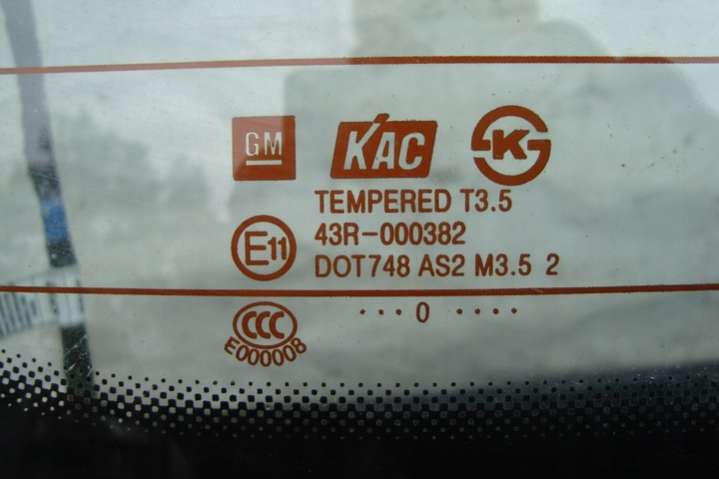 GM KAC K
TEMPERED T3.5
E11 43R-000382
DOT748 AS2 M3.5 2
CCC ···0 ····
E000008